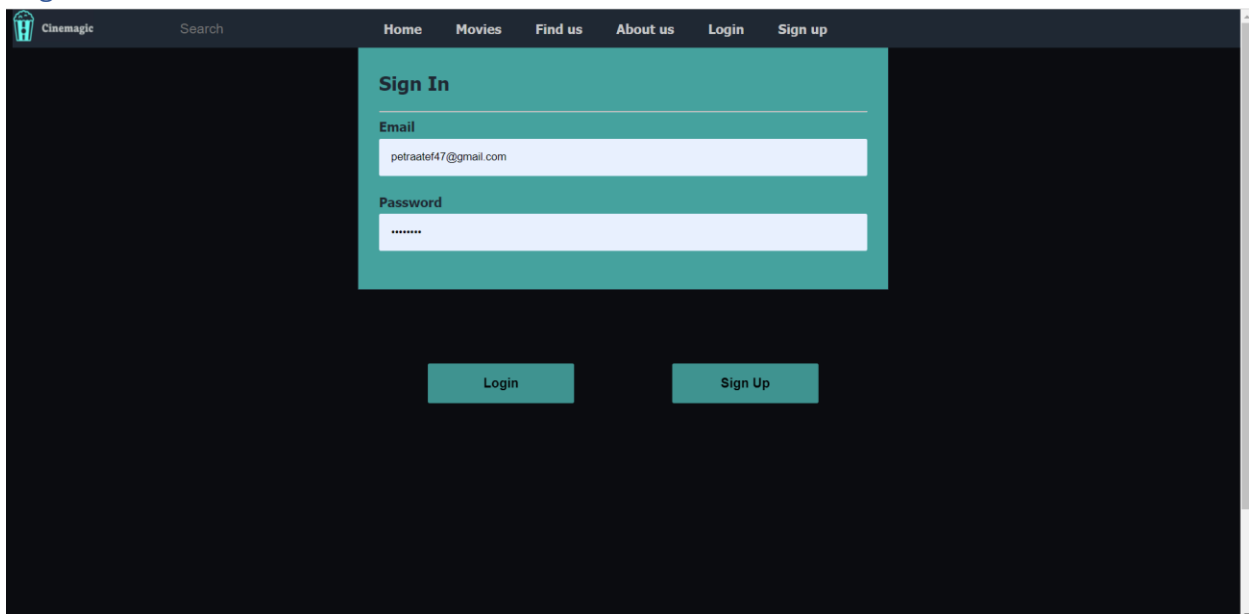 Cinemagic Search Home Movies Find us About us Login Sign up
Sign In
Email
petraatef47@gmail.com
Password
••••••••
Login Sign Up